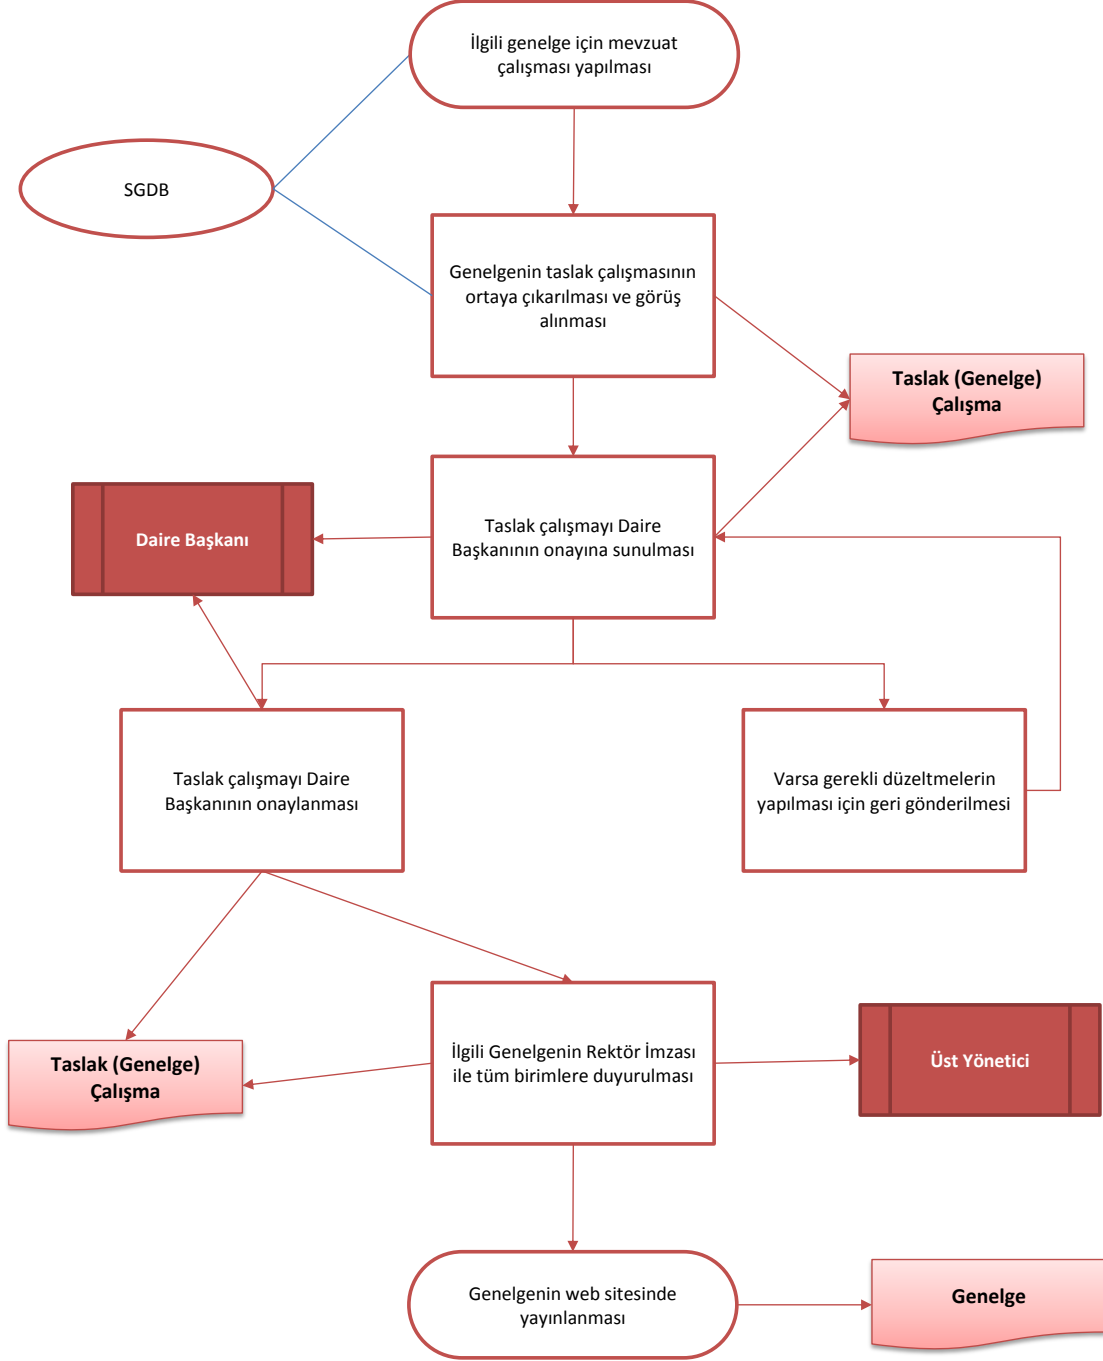 İlgili genelge için mevzuat
çalışması yapılması
SGDB
Genelgenin taslak çalışmasının
ortaya çıkarılması ve görüş
alınması
Taslak (Genelge)
Çalışma
Daire Başkanı
Taslak çalışmayı Daire
Başkanının onayına sunulması
Taslak çalışmayı Daire
Başkanının onaylanması
Varsa gerekli düzeltmelerin
yapılması için geri gönderilmesi
Taslak (Genelge)
Çalışma
İlgili Genelgenin Rektör İmzası
ile tüm birimlere duyurulması
Üst Yönetici
Genelgenin web sitesinde
yayınlanması
Genelge